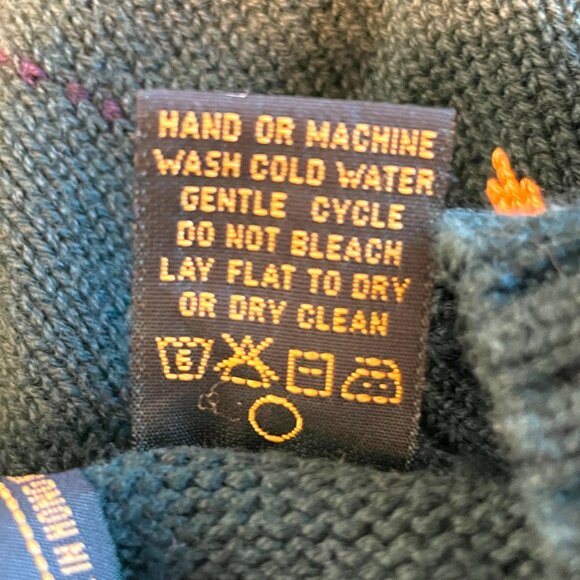 HAND OR MACHINE
WASH COLD WATER
GENTLE CYCLE
DO NOT BLEACH
LAY FLAT TO DRY
OR DRY CLEAN